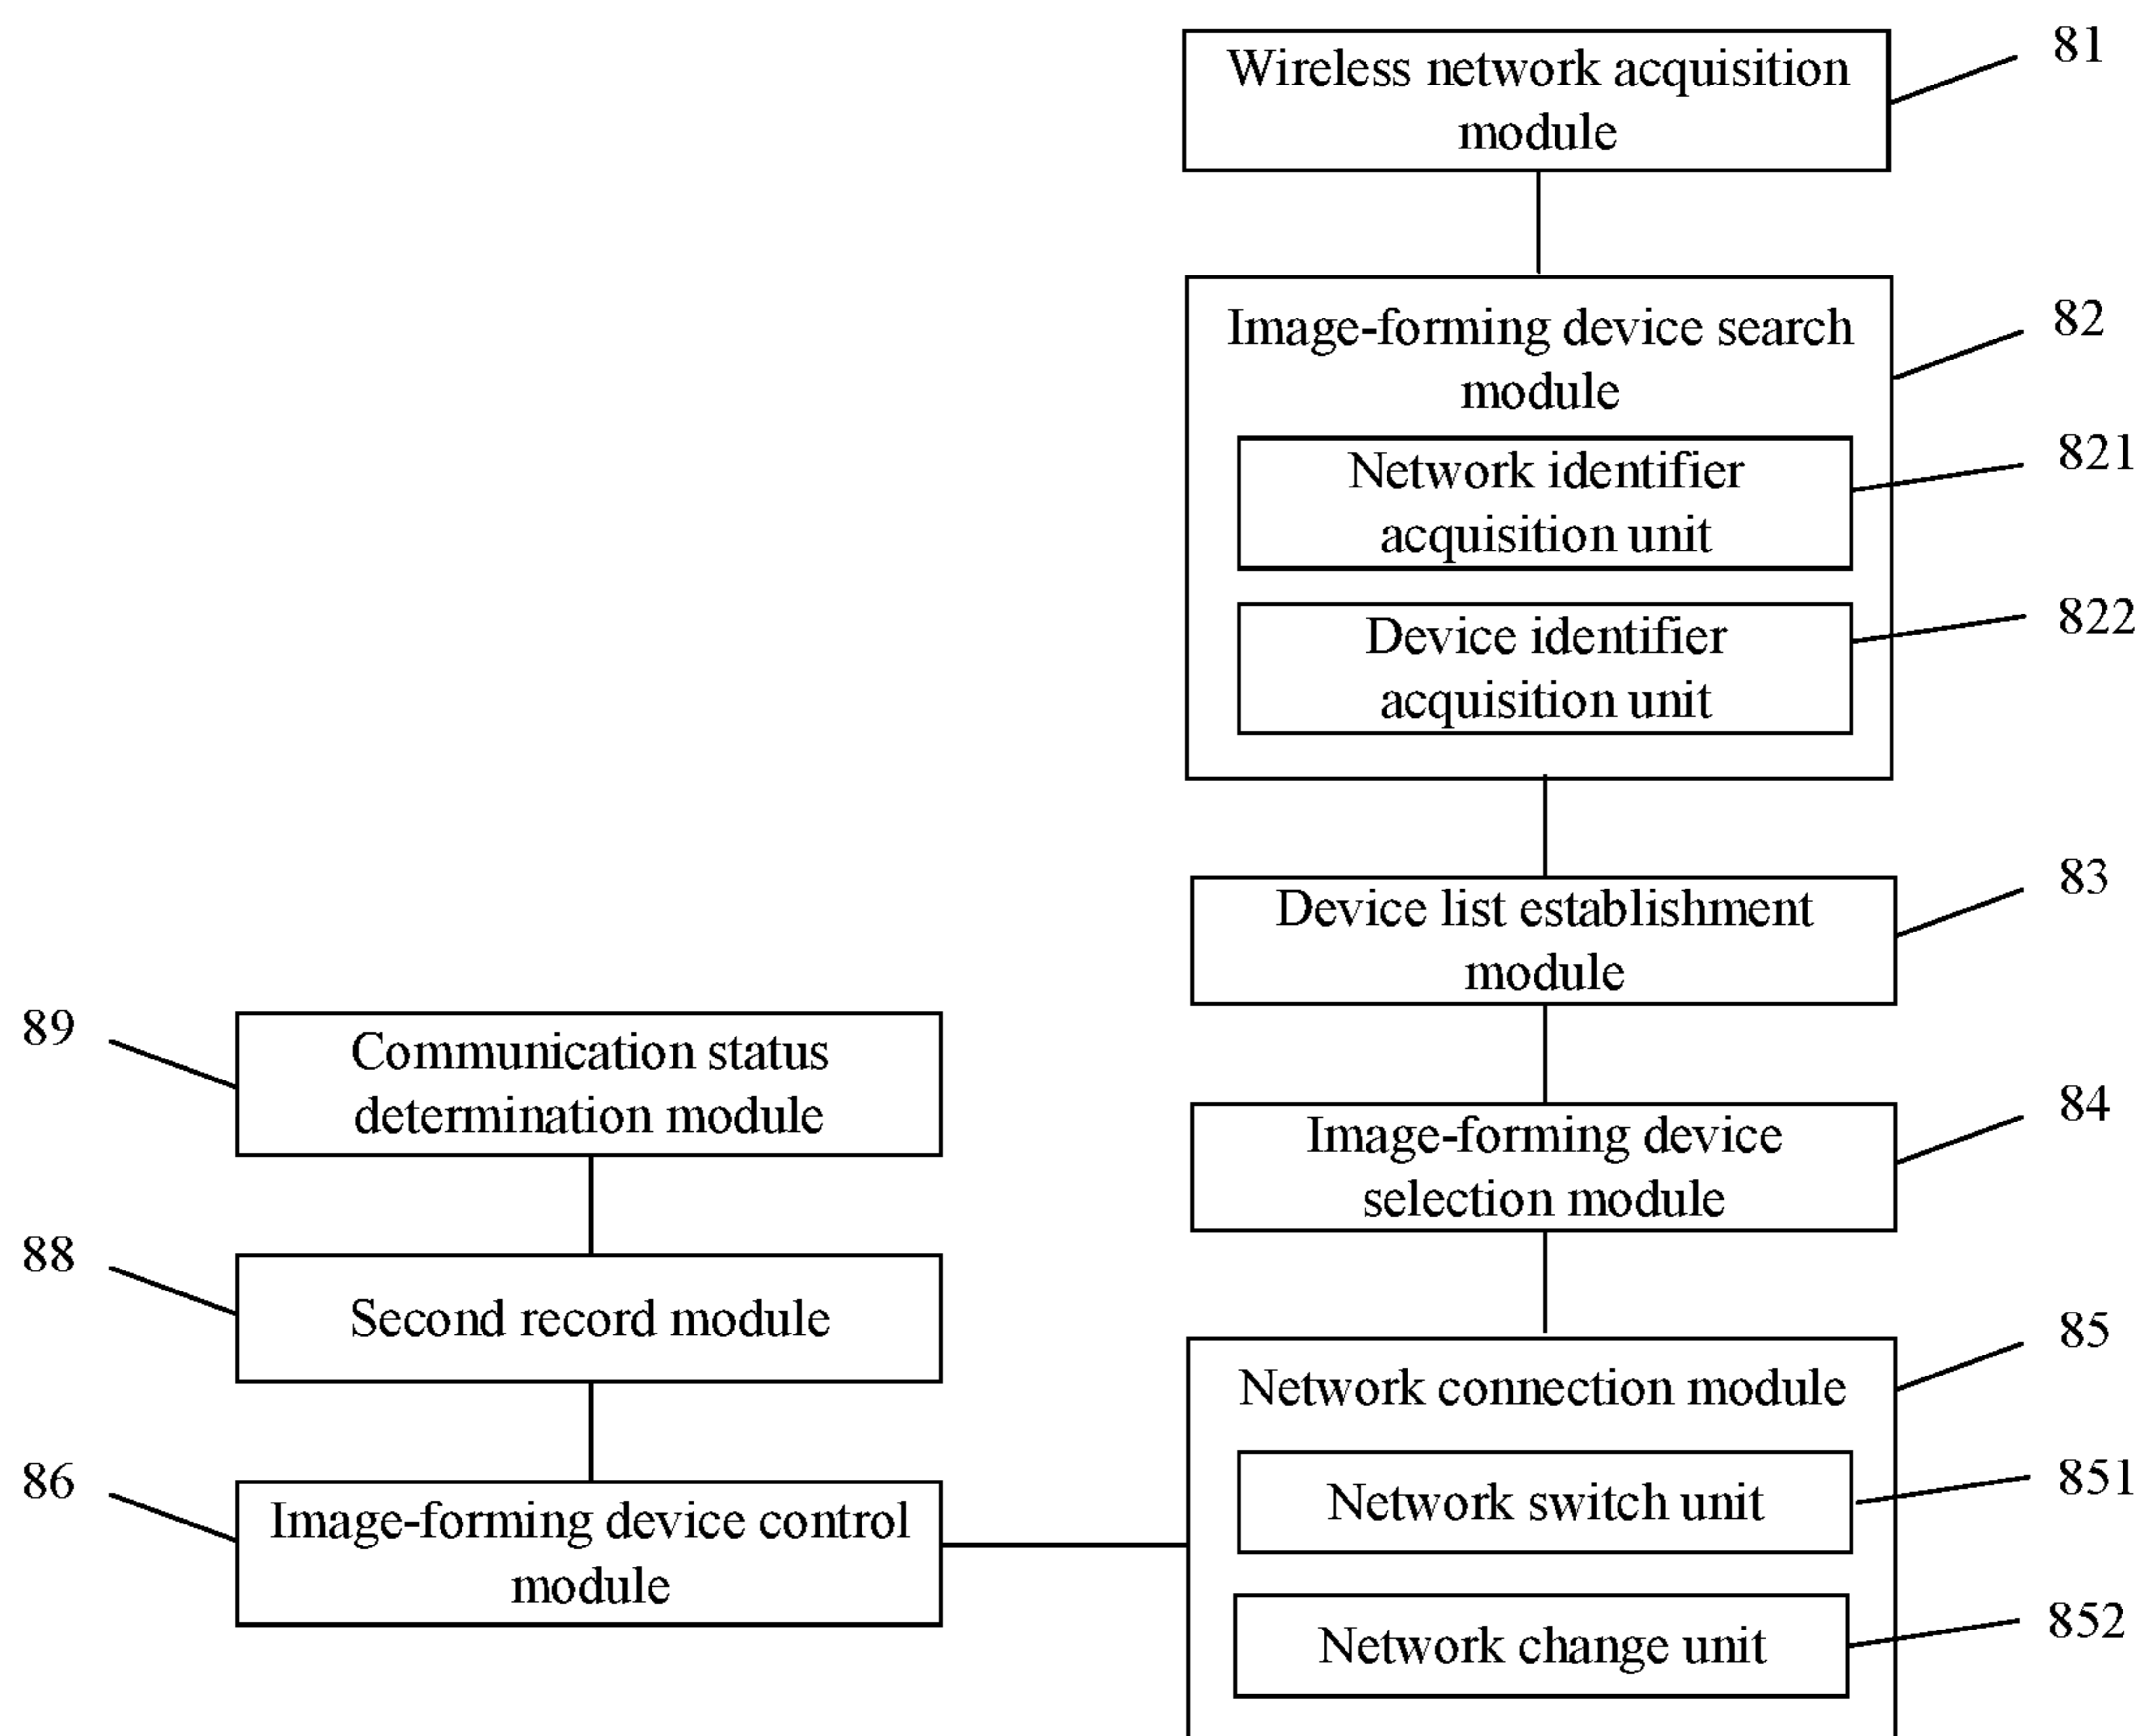 Wireless network acquisition
module
81
Image-forming device search
module
82
Network identifier
acquisition unit
821
Device identifier
acquisition unit
822
Device list establishment
module
83
Image-forming device
selection module
84
Network connection module
85
Network switch unit
851
Network change unit
852
89
Communication status
determination module
88
Second record module
86
Image-forming device control
module